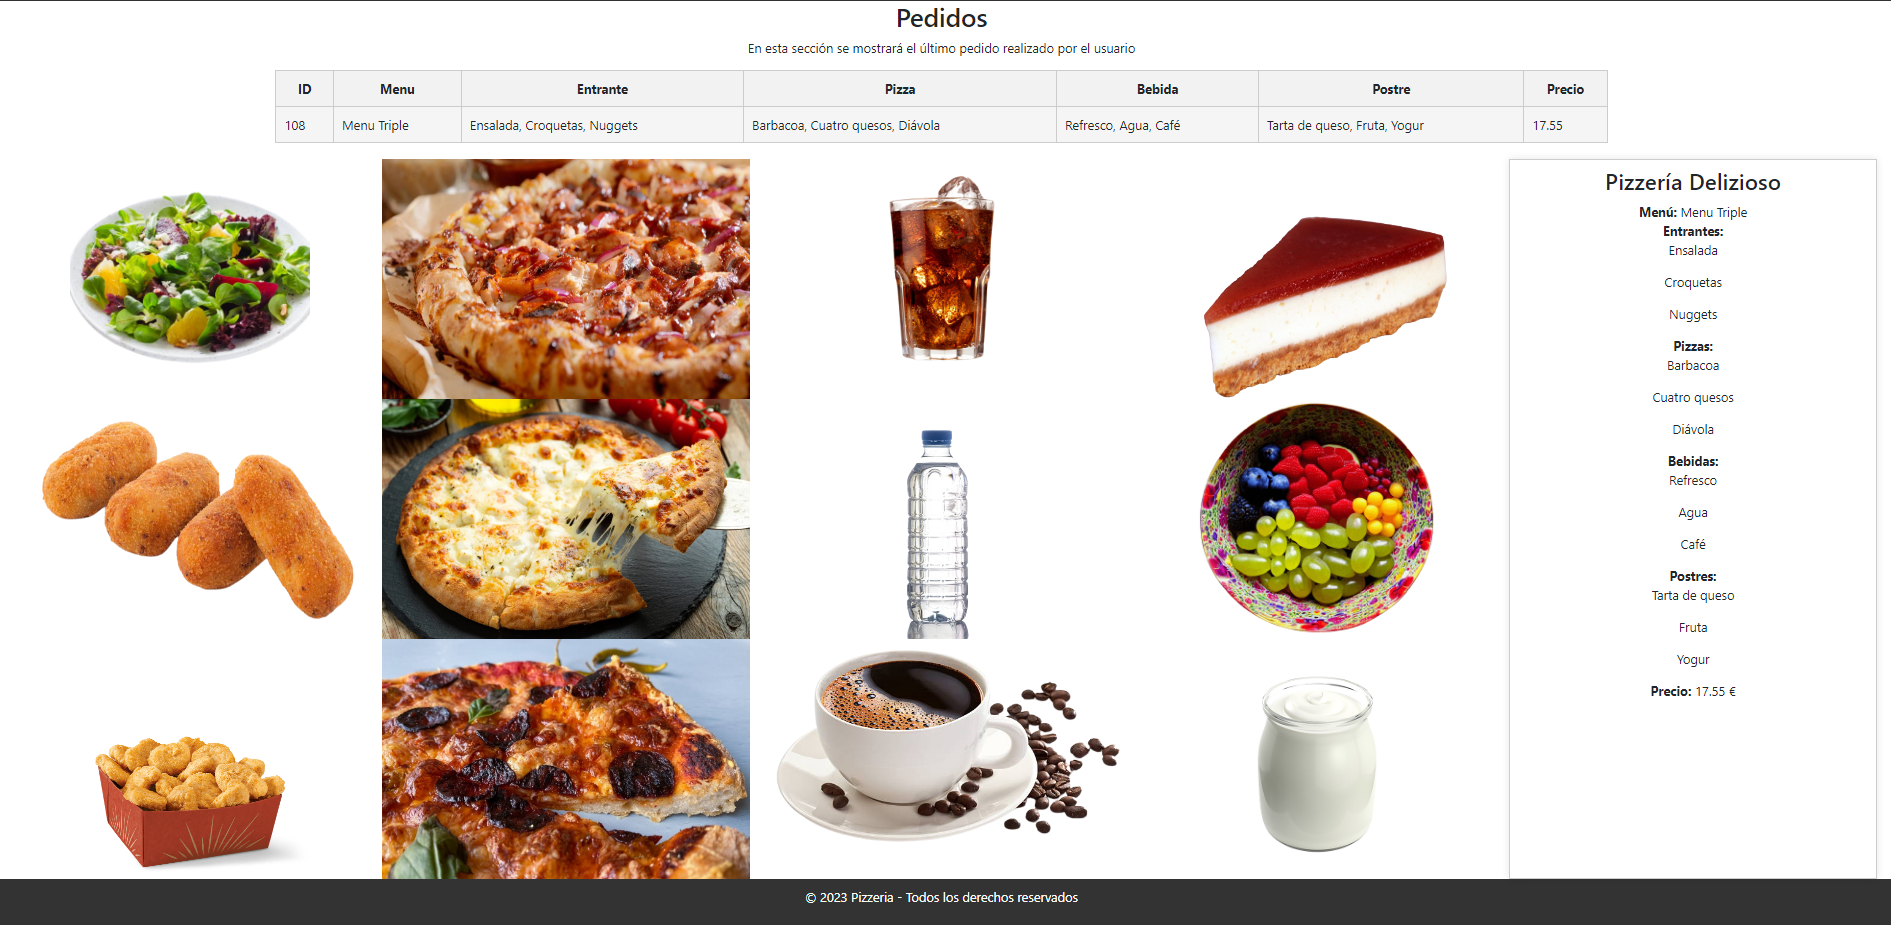 Pedidos
En esta sección se mostrará el último pedido realizado por el usuario
ID Menu Entrante Pizza Bebida Postre Precio
108 Menu Triple Ensalada, Croquetas, Nuggets Barbacoa, Cuatro quesos, Diávola Refresco, Agua, Café Tarta de queso, Fruta, Yogur 17.55
Pizzería Delizioso
Menú: Menu Triple
Entrantes:
Ensalada
Croquetas
Nuggets
Pizzas:
Barbacoa
Cuatro quesos
Diávola
Bebidas:
Refresco
Agua
Café
Postres:
Tarta de queso
Fruta
Yogur
Precio: 17.55 €
© 2023 Pizzeria - Todos los derechos reservados